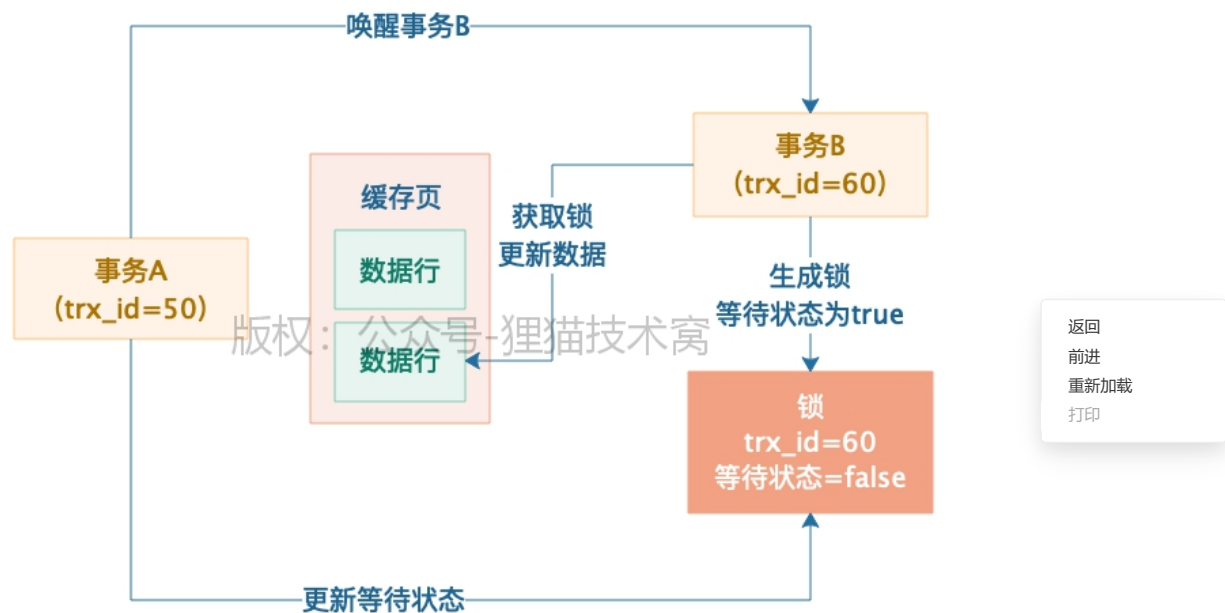 唤醒事务B
事务B
(trx_id=60)
缓存页
获取锁
更新数据
事务A
(trx_id=50)
数据行
生成锁
等待状态为true
版权：公众号-狸猫技术窝
数据行
锁
trx_id=60
等待状态=false
更新等待状态
返回
前进
重新加载
打印